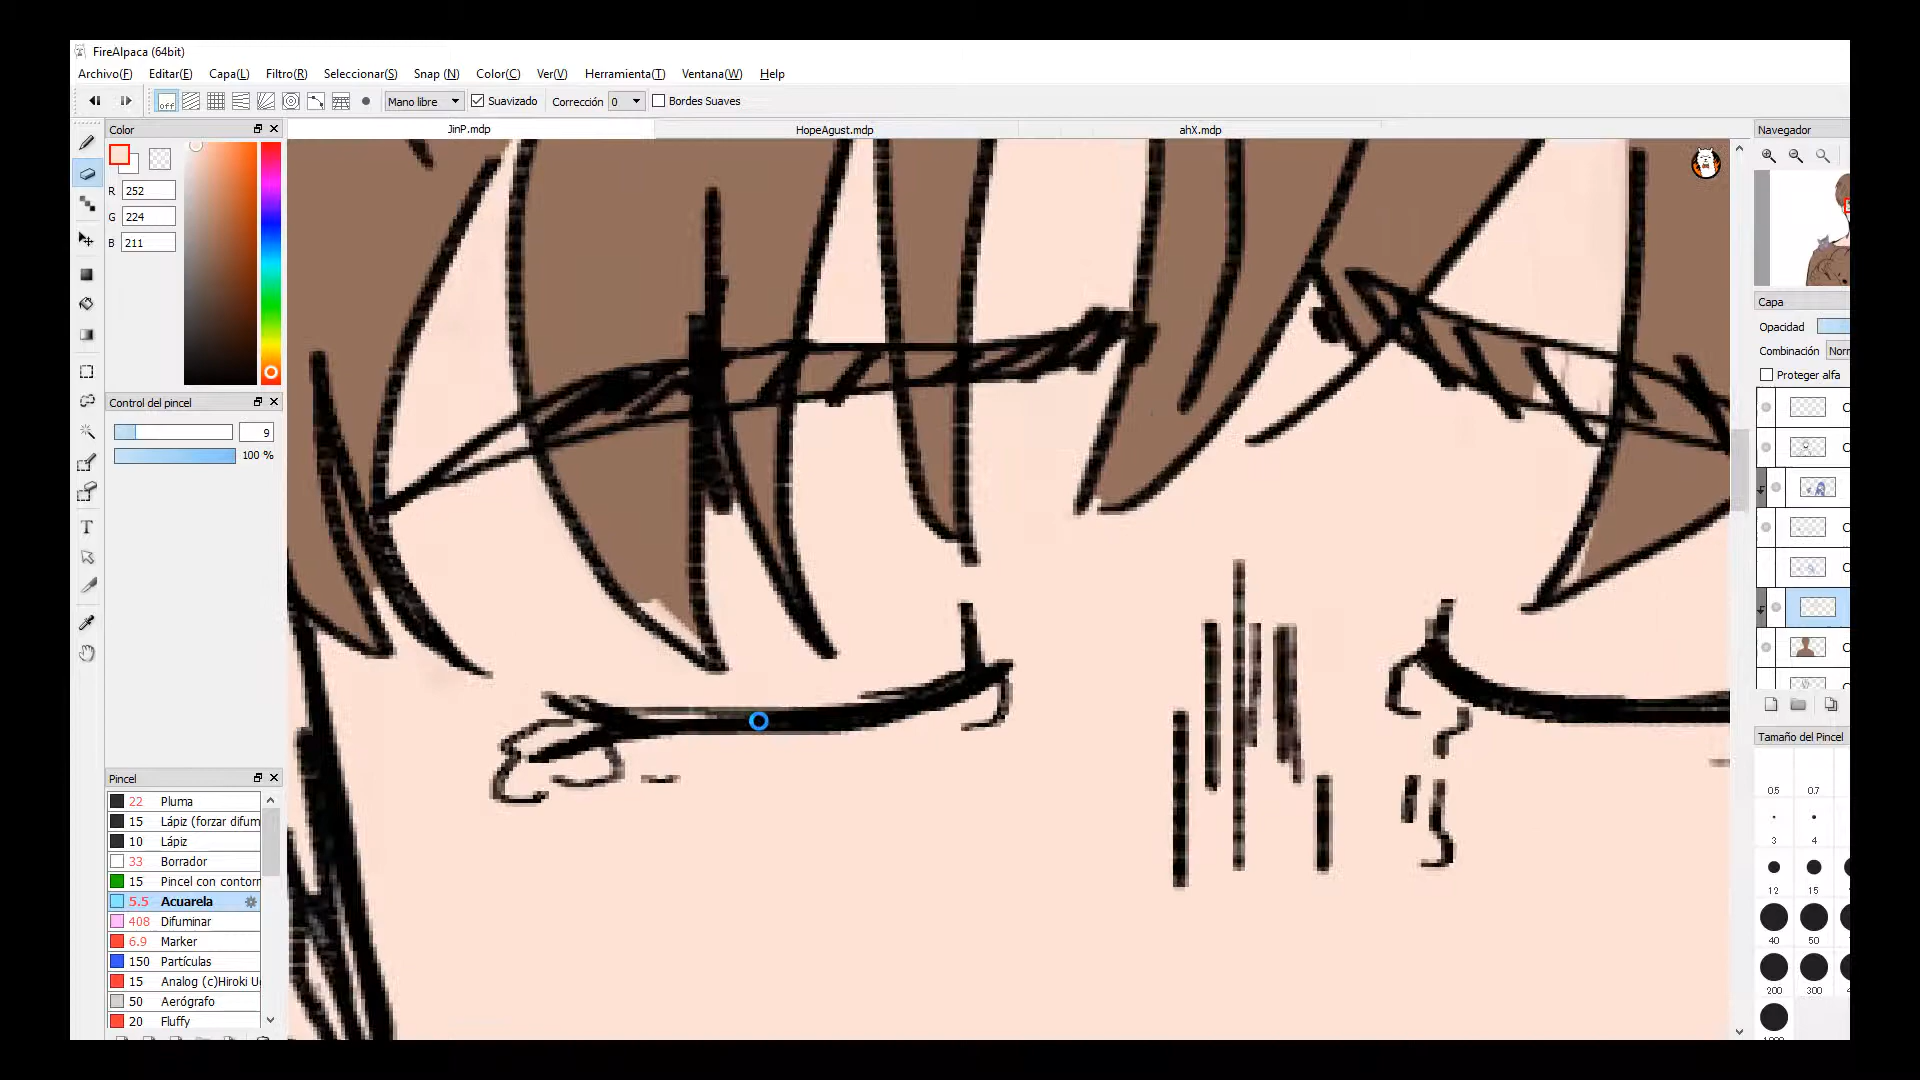 FireAlpaca (64bit)
Archivo(F) Editar(E) Capa(L) Filtro(R) Seleccionar(S) Snap (N) Color(C) Ver(V) Herramienta(T) Ventana(W) Help
off Mano libre Suavizado Corrección 0 Bordes Suaves
Color JinP.mdp HopeAgust.mdp ahX.mdp Navegador
R 252
G 224
B 211
Capa
Opacidad
Combinación Norr
Proteger alfa
Control del pincel
9
100 %
Tamaño del Pincel
Pincel
22 Pluma
15 Lápiz (forzar difum
10 Lápiz
33 Borrador
15 Pincel con contorn
5.5 Acuarela
408 Difuminar
6.9 Marker
150 Partículas
15 Analog (c)Hiroki U
50 Aerógrafo
20 Fluffy
0.5 0.7
3 4
12 15
40 50
200 300